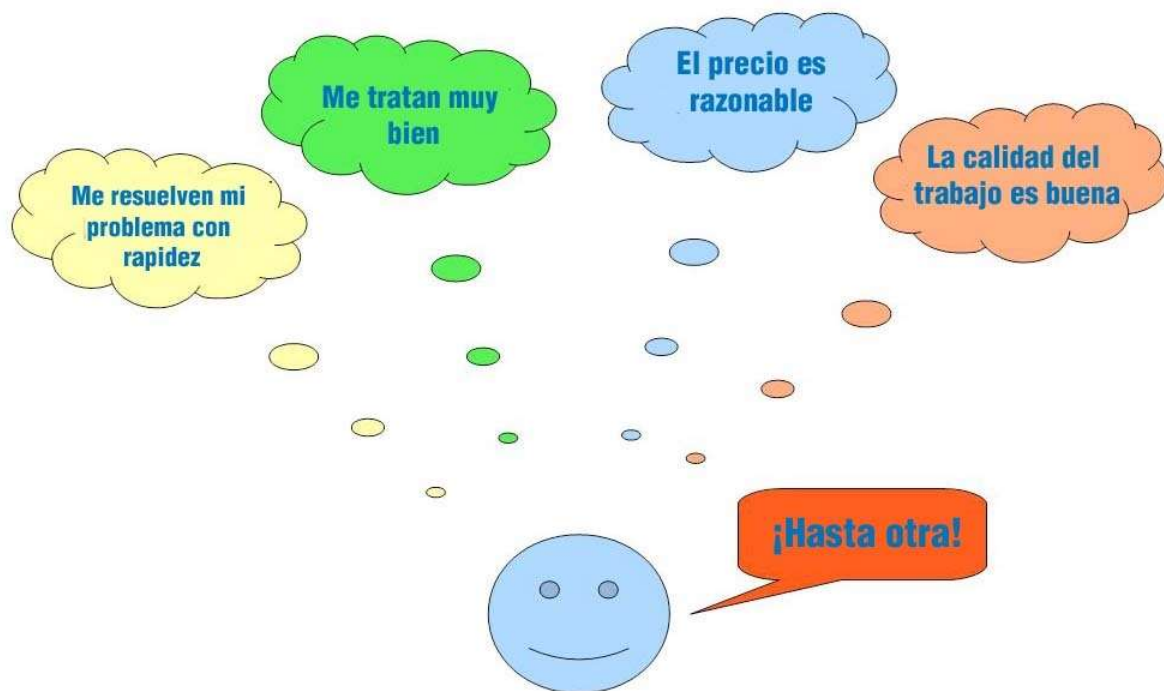 Me resuelven mi
problema con
rapidez
Me tratan muy
bien
El precio es
razonable
La calidad del
trabajo es buena
¡Hasta otra!